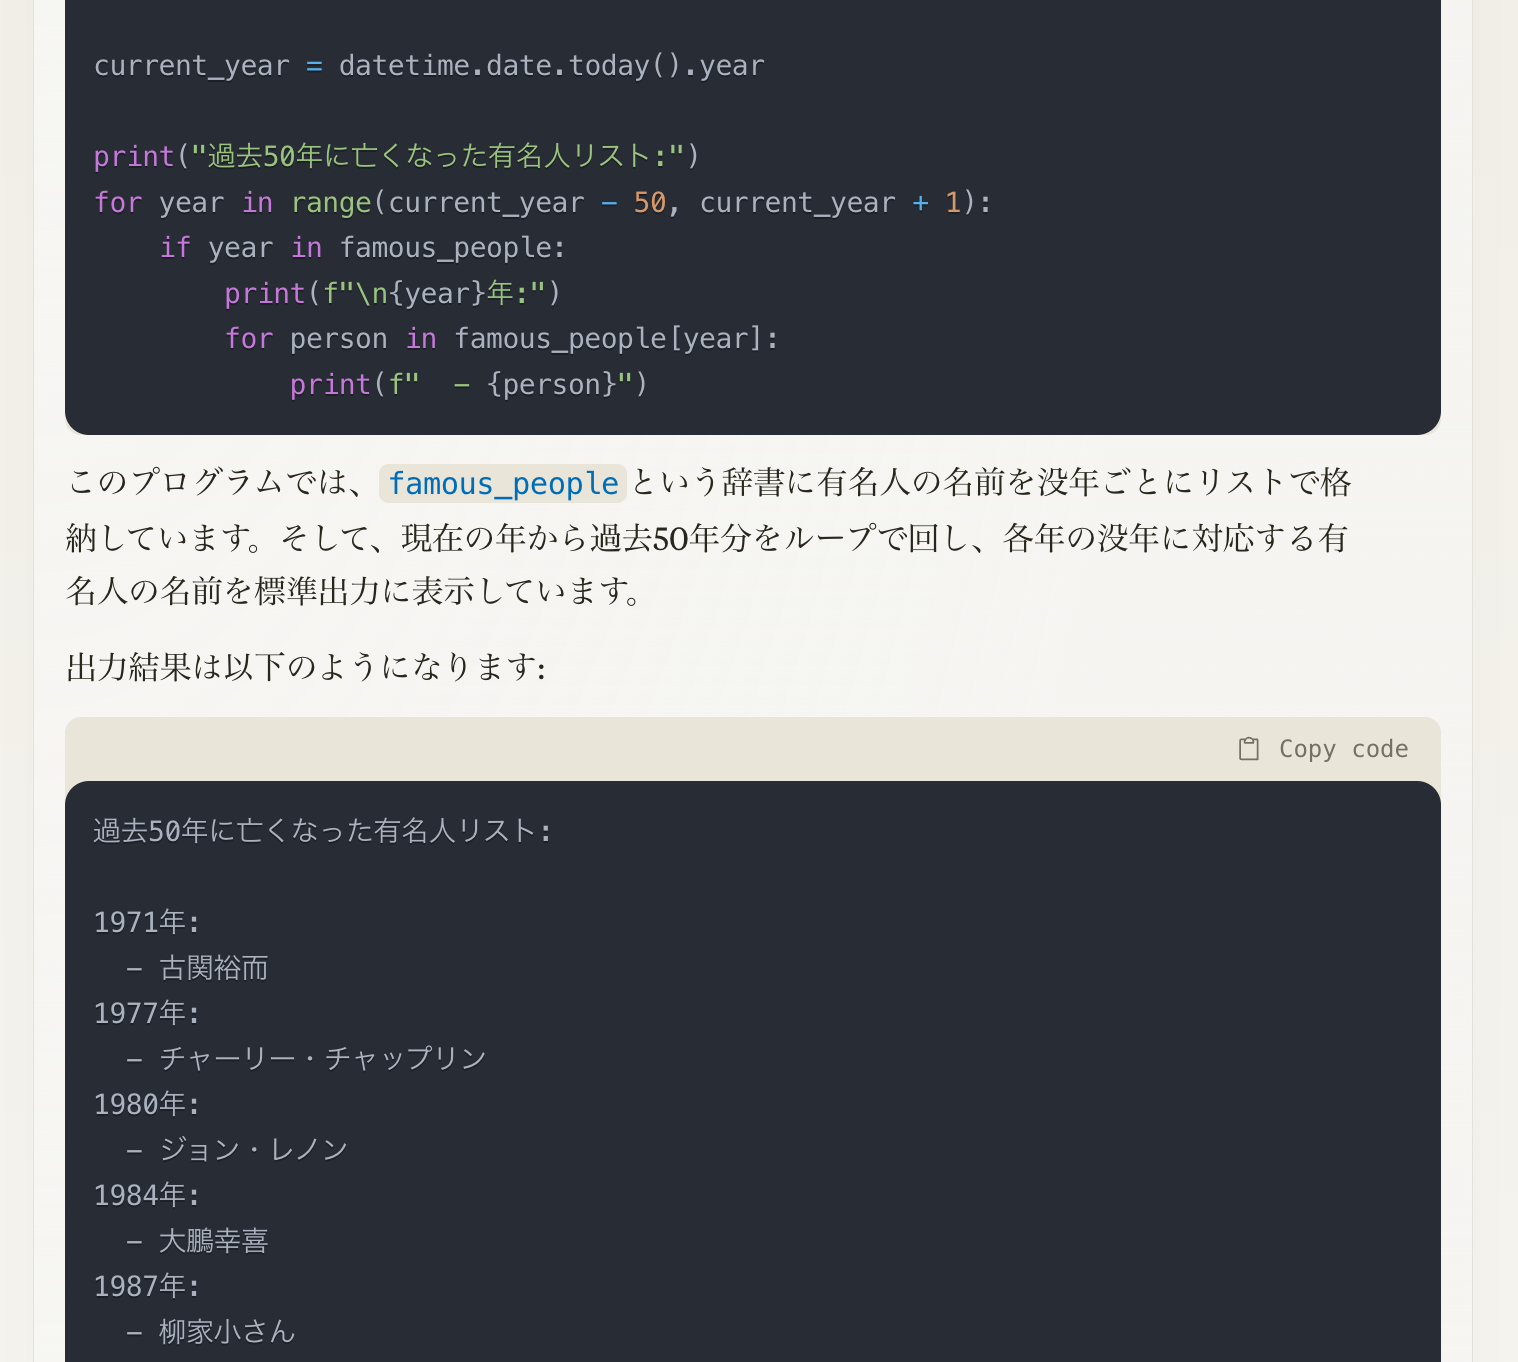 current_year = datetime.date.today().year
print("過去50年に亡くなった有名人リスト:")
for year in range(current_year - 50, current_year + 1):
    if year in famous_people:
        print(f"\n{year}年:")
        for person in famous_people[year]:
            print(f"  - {person}")
このプログラムでは、famous_peopleという辞書に有名人の名前を没年ごとにリストで格
納しています。そして、現在の年から過去50年分をループで回し、各年の没年に対応する有
名人の名前を標準出力に表示しています。
出力結果は以下のようになります:
Copy code
過去50年に亡くなった有名人リスト:
1971年:
  - 古関裕而
1977年:
  - チャーリー・チャップリン
1980年:
  - ジョン・レノン
1984年:
  - 大鵬幸喜
1987年:
  - 柳家小さん